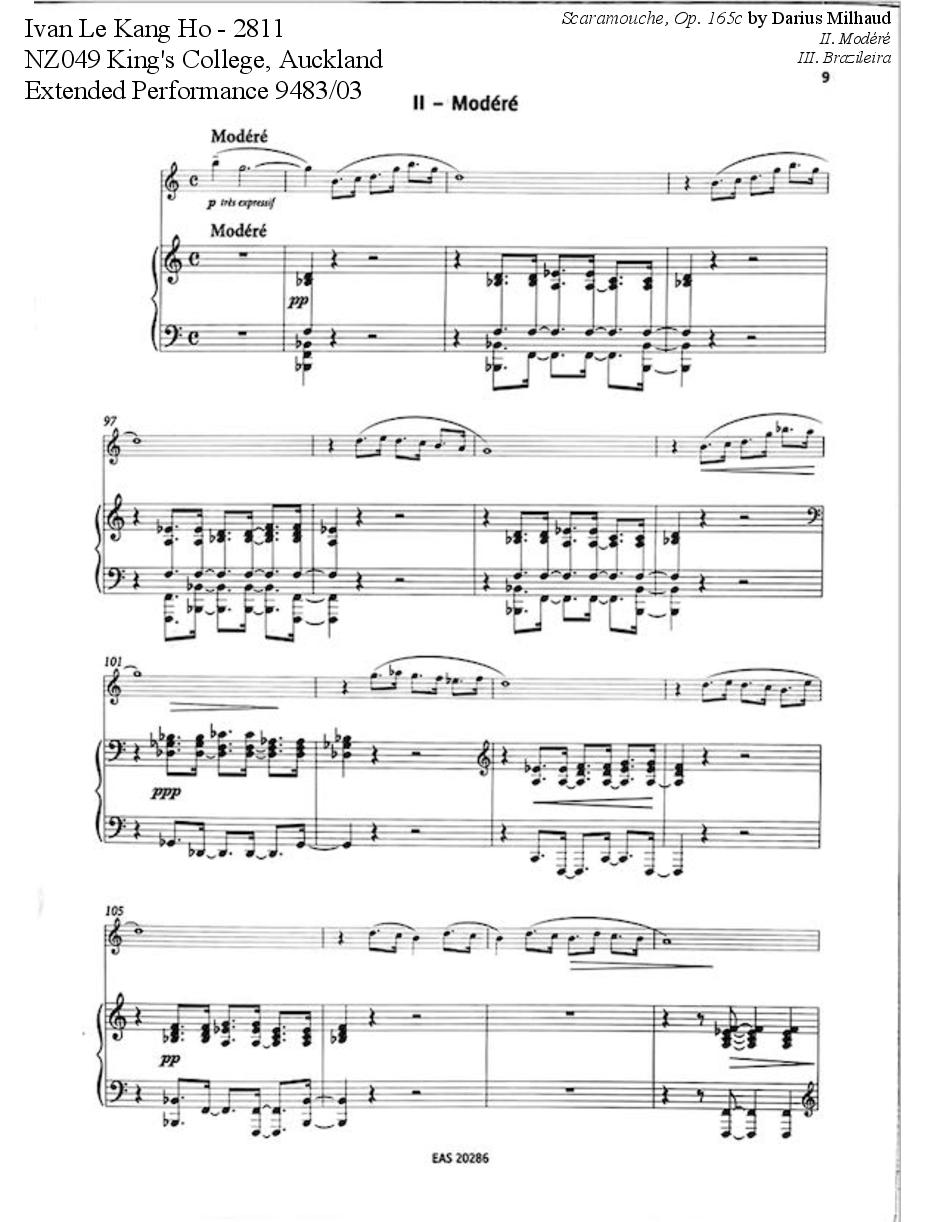 Ivan Le Kang Ho - 2811
NZ049 King's College, Auckland
Extended Performance 9483/03
Scaramouche, Op. 165c by Darius Milhaud
II. Modéré
III. Brazileira
9
II – Modéré
Modéré
p très expressif
Modéré
pp
97
101
ppp
105
pp
EAS 20286